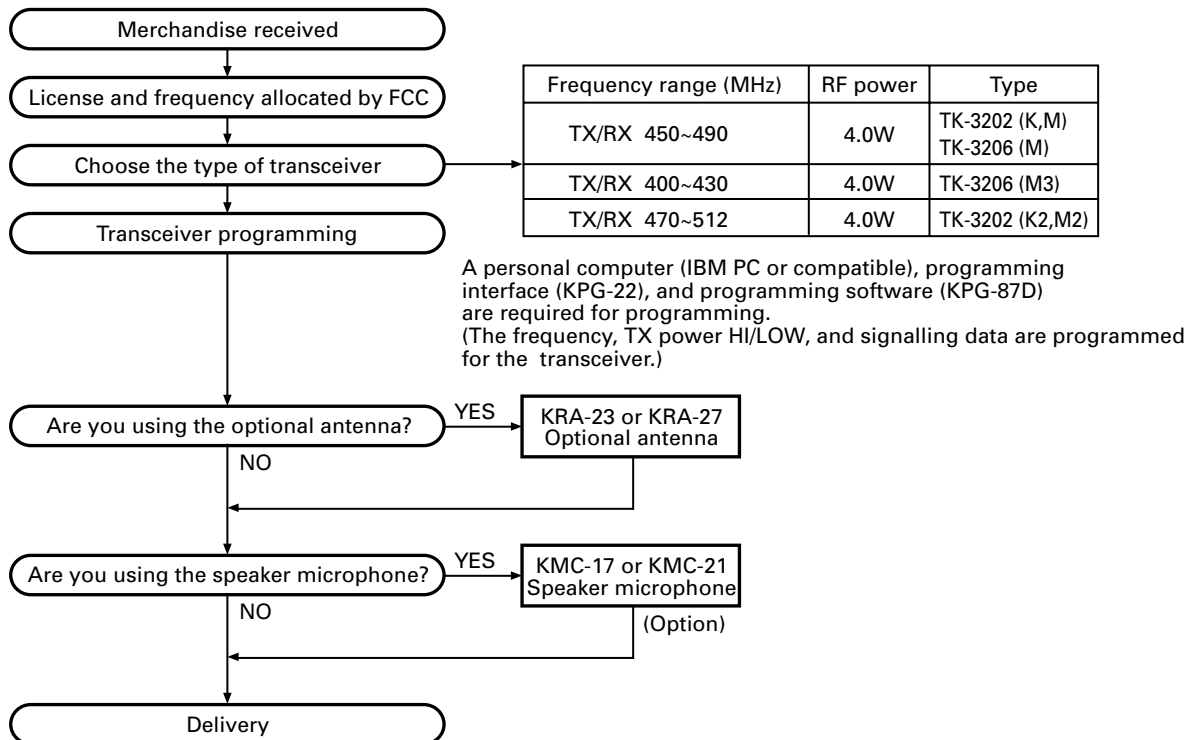 Merchandise received
License and frequency allocated by FCC
Choose the type of transceiver
Frequency range (MHz) RF power Type
TX/RX 450~490 4.0W TK-3202 (K,M)
TK-3206 (M)
TX/RX 400~430 4.0W TK-3206 (M3)
TX/RX 470~512 4.0W TK-3202 (K2,M2)
Transceiver programming
A personal computer (IBM PC or compatible), programming
interface (KPG-22), and programming software (KPG-87D)
are required for programming.
(The frequency, TX power HI/LOW, and signalling data are programmed
for the transceiver.)
Are you using the optional antenna?
YES
KRA-23 or KRA-27
Optional antenna
NO
Are you using the speaker microphone?
YES
KMC-17 or KMC-21
Speaker microphone
(Option)
NO
Delivery